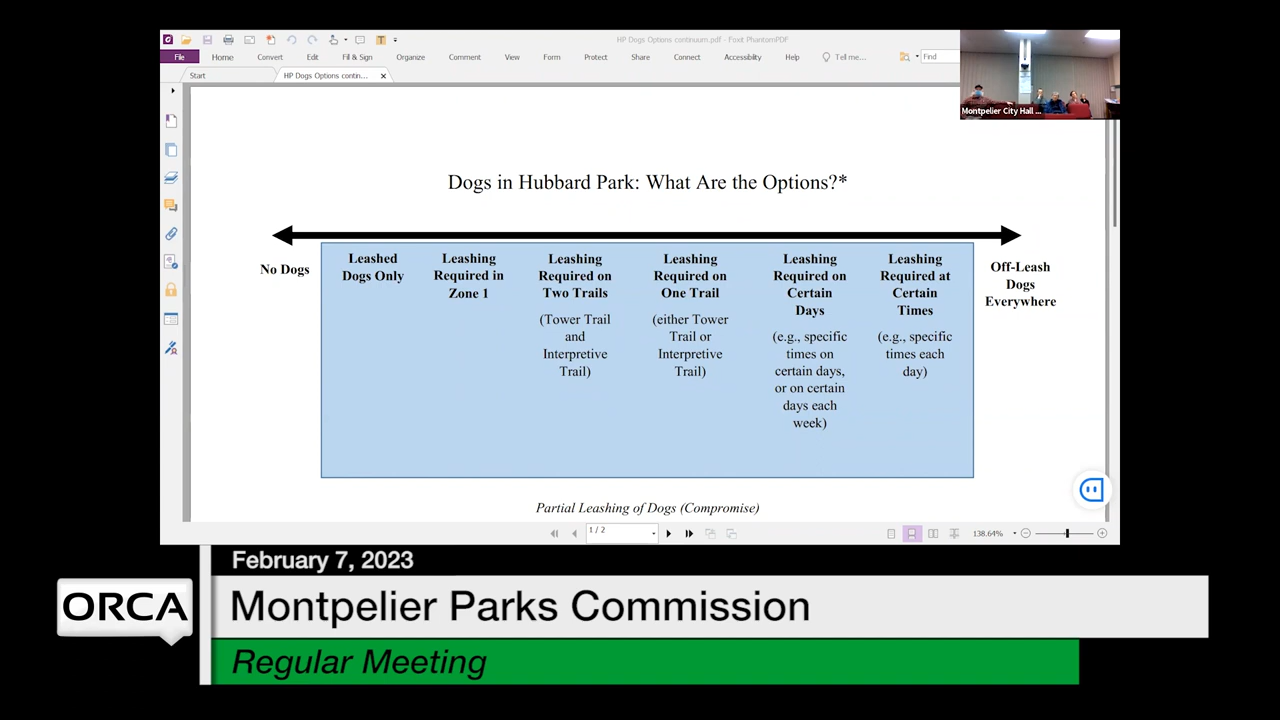 HP Dogs Options continuum.pdf - Foxit PhantomPDF
File Home Convert Edit Fill & Sign Organize Comment View Form Protect Share Connect Accessibility Help Tell me... Find
Start HP Dogs Options contin...
Montpelier City Hall ...
Dogs in Hubbard Park: What Are the Options?*
No Dogs
Leashed
Dogs Only
Leashing
Required in
Zone 1
Leashing
Required on
Two Trails
(Tower Trail
and
Interpretive
Trail)
Leashing
Required on
One Trail
(either Tower
Trail or
Interpretive
Trail)
Leashing
Required on
Certain
Days
(e.g., specific
times on
certain days,
or on certain
days each
week)
Leashing
Required at
Certain
Times
(e.g., specific
times each
day)
Off-Leash
Dogs
Everywhere
Partial Leashing of Dogs (Compromise)
1 / 2
138.64%
February 7, 2023
ORCA
Montpelier Parks Commission
Regular Meeting